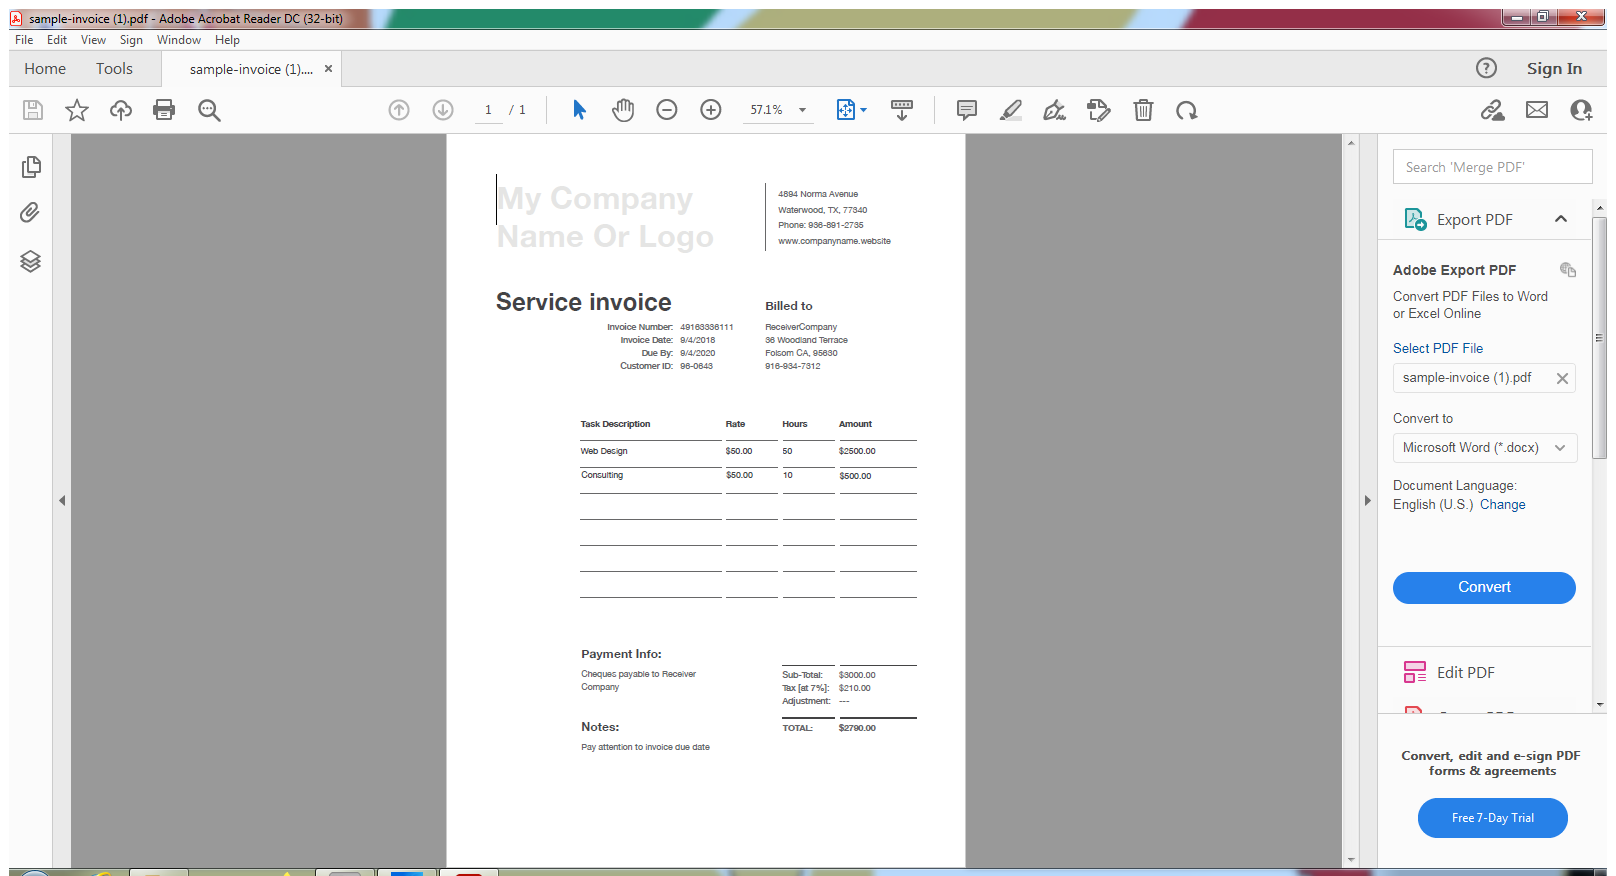 sample-invoice (1).pdf - Adobe Acrobat Reader DC (32-bit)
File Edit View Sign Window Help
Home Tools sample-invoice (1).... × ? Sign In
1 / 1 57.1%
Search 'Merge PDF'
Export PDF
Adobe Export PDF
Convert PDF Files to Word
or Excel Online
Select PDF File
sample-invoice (1).pdf
Convert to
Microsoft Word (*.docx)
Document Language:
English (U.S.) Change
Convert
Edit PDF
Convert, edit and e-sign PDF
forms & agreements
Free 7-Day Trial
My Company
Name Or Logo
4894 Norma Avenue
Waterwood, TX, 77340
Phone: 936-891-2735
www.companyname.website
Service invoice
Invoice Number: 49163336111
Invoice Date: 9/4/2018
Due By: 9/4/2020
Customer ID: 96-0643
Billed to
ReceiverCompany
36 Woodland Terrace
Folsom CA, 95630
916-934-7312
Task Description Rate Hours Amount
Web Design $50.00 50 $2500.00
Consulting $50.00 10 $500.00
Payment Info:
Cheques payable to Receiver
Company
Sub-Total: $3000.00
Tax [at 7%]: $210.00
Adjustment: ---
TOTAL: $2790.00
Notes:
Pay attention to invoice due date